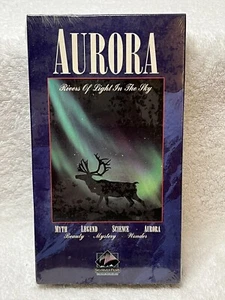 AURORA
Rivers Of Light In The Sky
MYTH LEGEND SCIENCE AURORA
Beauty · Mystery · Wonder